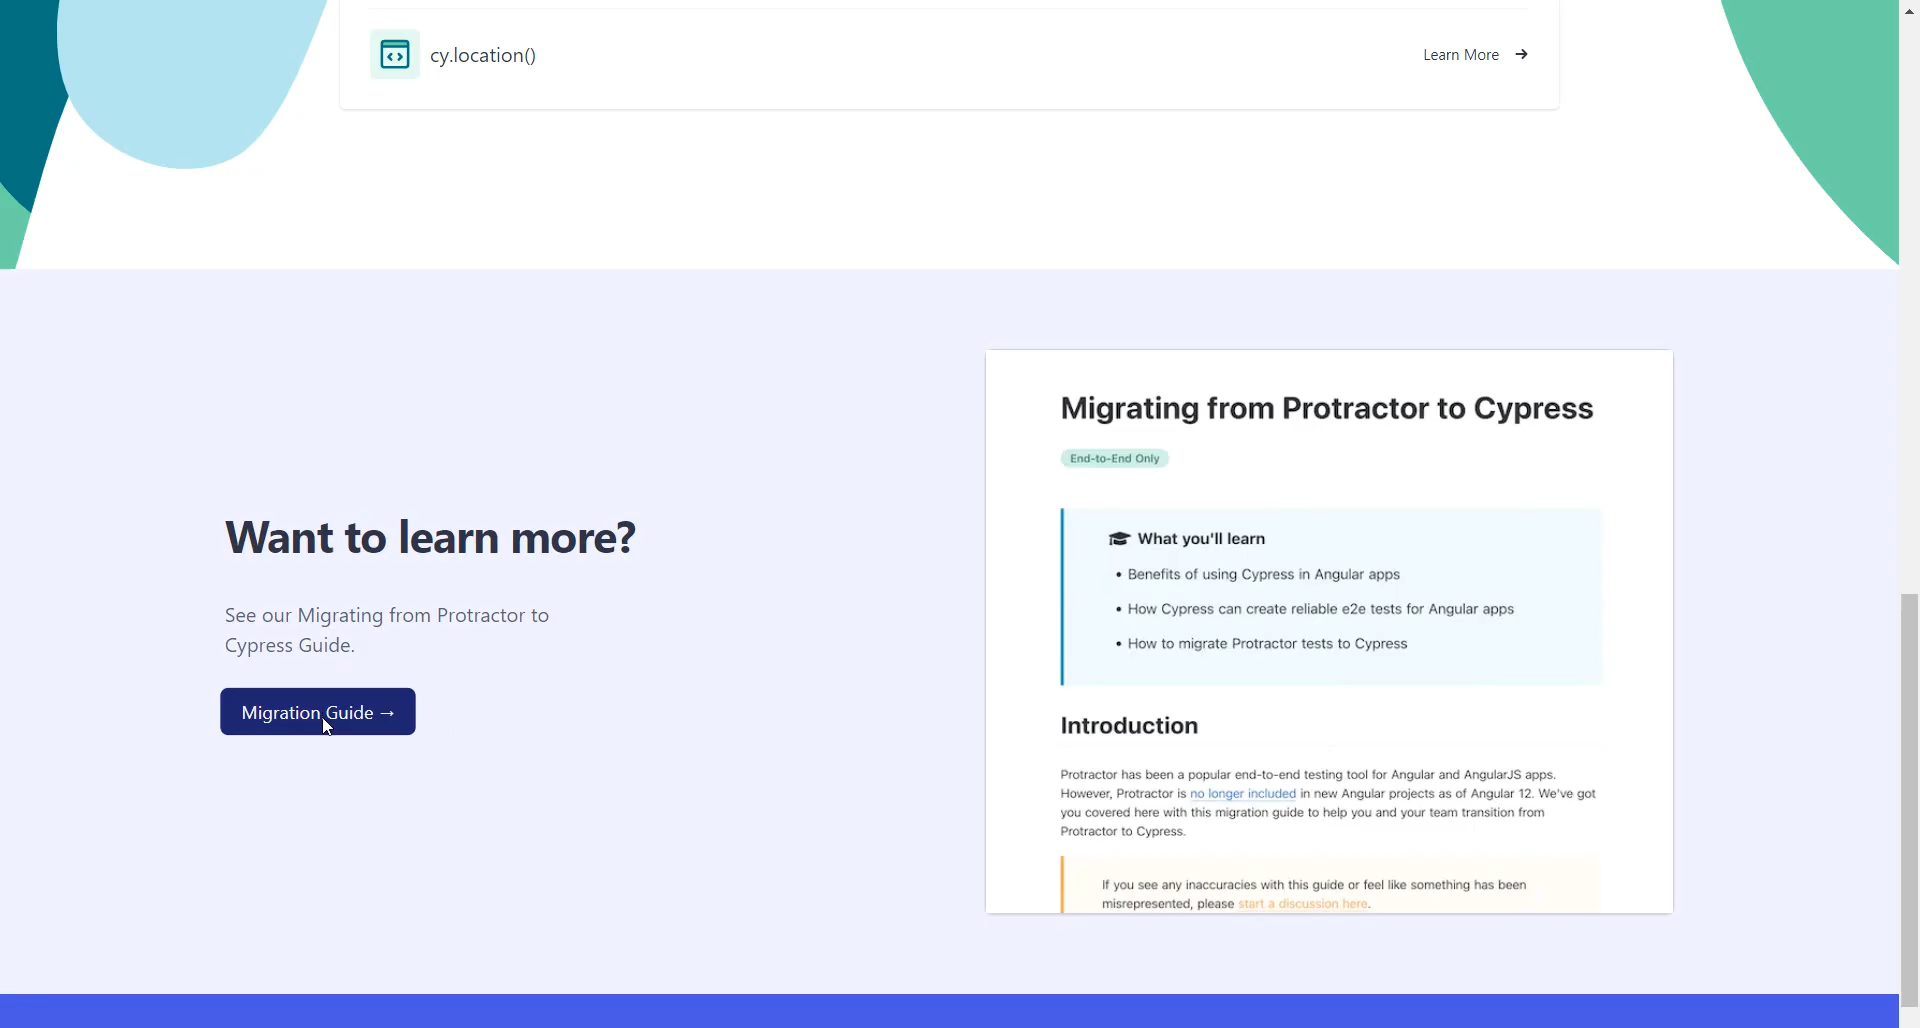 cy.location()
Learn More →
Want to learn more?
See our Migrating from Protractor to
Cypress Guide.
Migration Guide →
Migrating from Protractor to Cypress
End-to-End Only
What you'll learn
• Benefits of using Cypress in Angular apps
• How Cypress can create reliable e2e tests for Angular apps
• How to migrate Protractor tests to Cypress
Introduction
Protractor has been a popular end-to-end testing tool for Angular and AngularJS apps.
However, Protractor is no longer included in new Angular projects as of Angular 12. We've got
you covered here with this migration guide to help you and your team transition from
Protractor to Cypress.
If you see any inaccuracies with this guide or feel like something has been
misrepresented, please start a discussion here.